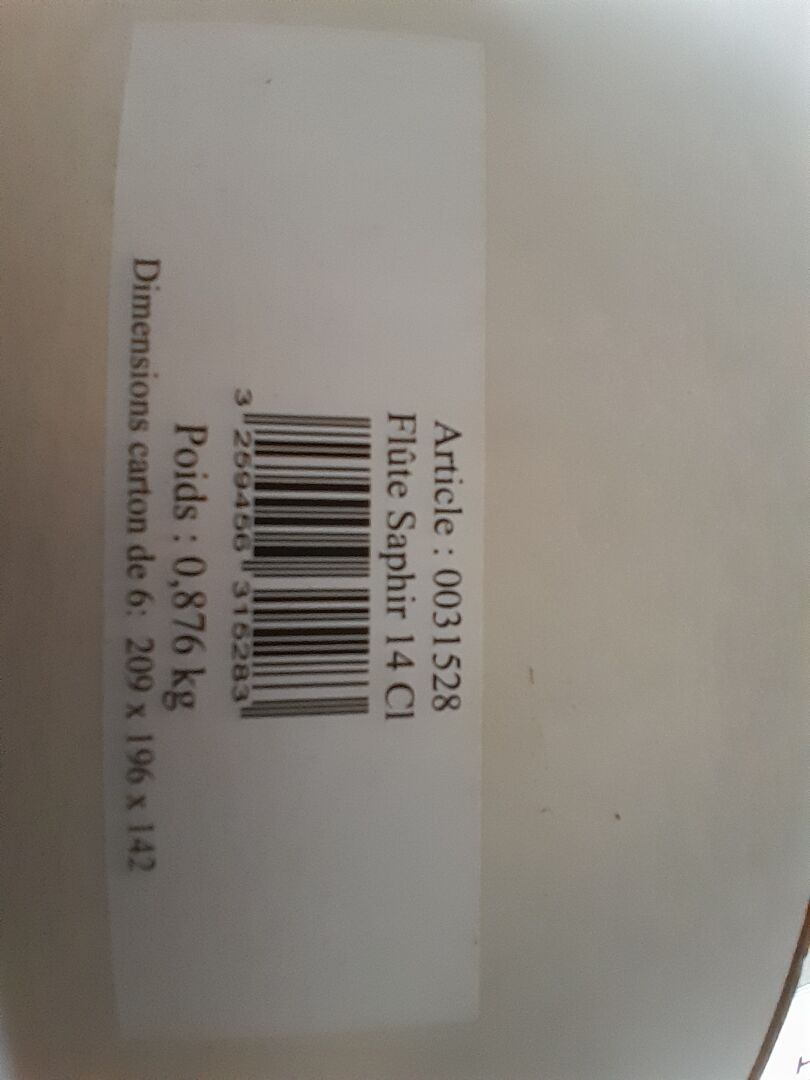 Article : 0031528
Flûte Saphir 14 Cl
3 259456 315283
Poids : 0,876 kg
Dimensions carton de 6: 209 x 196 x 142